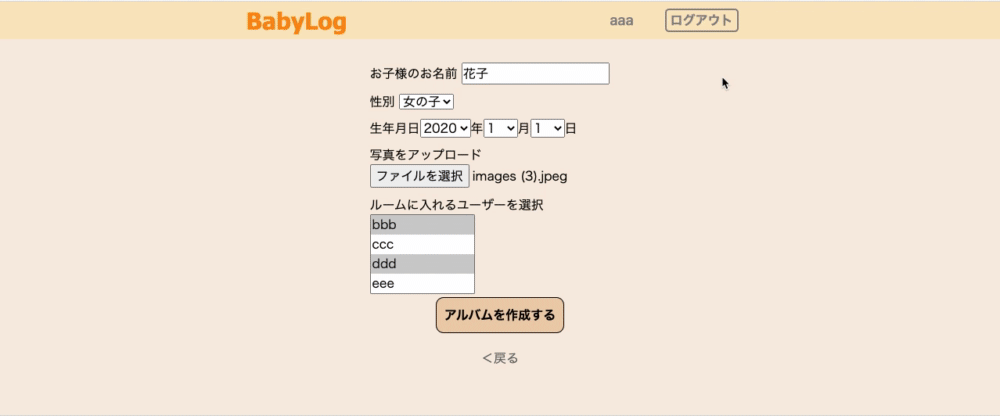 BabyLog aaa ログアウト
お子様のお名前 花子
性別 女の子
生年月日 2020 年 1 月 1 日
写真をアップロード
ファイルを選択 images (3).jpeg
ルームに入れるユーザーを選択
bbb
ccc
ddd
eee
アルバムを作成する
＜戻る